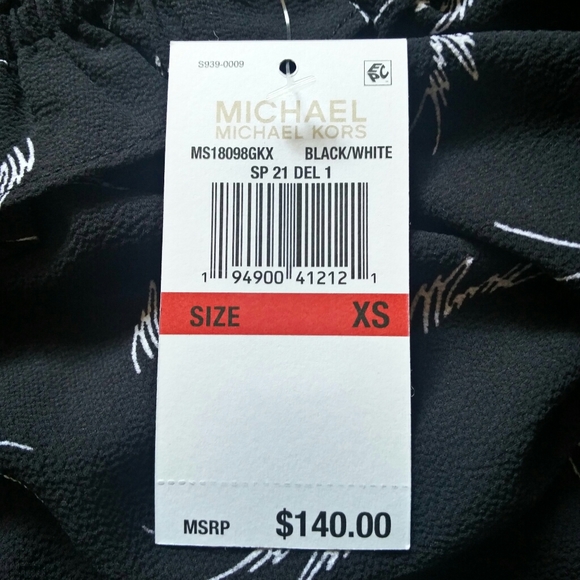 S939-0009
EPC
MICHAEL
MICHAEL KORS
MS18098GKX BLACK/WHITE
SP 21 DEL 1
1 94900 41212 1
SIZE XS
MSRP $140.00